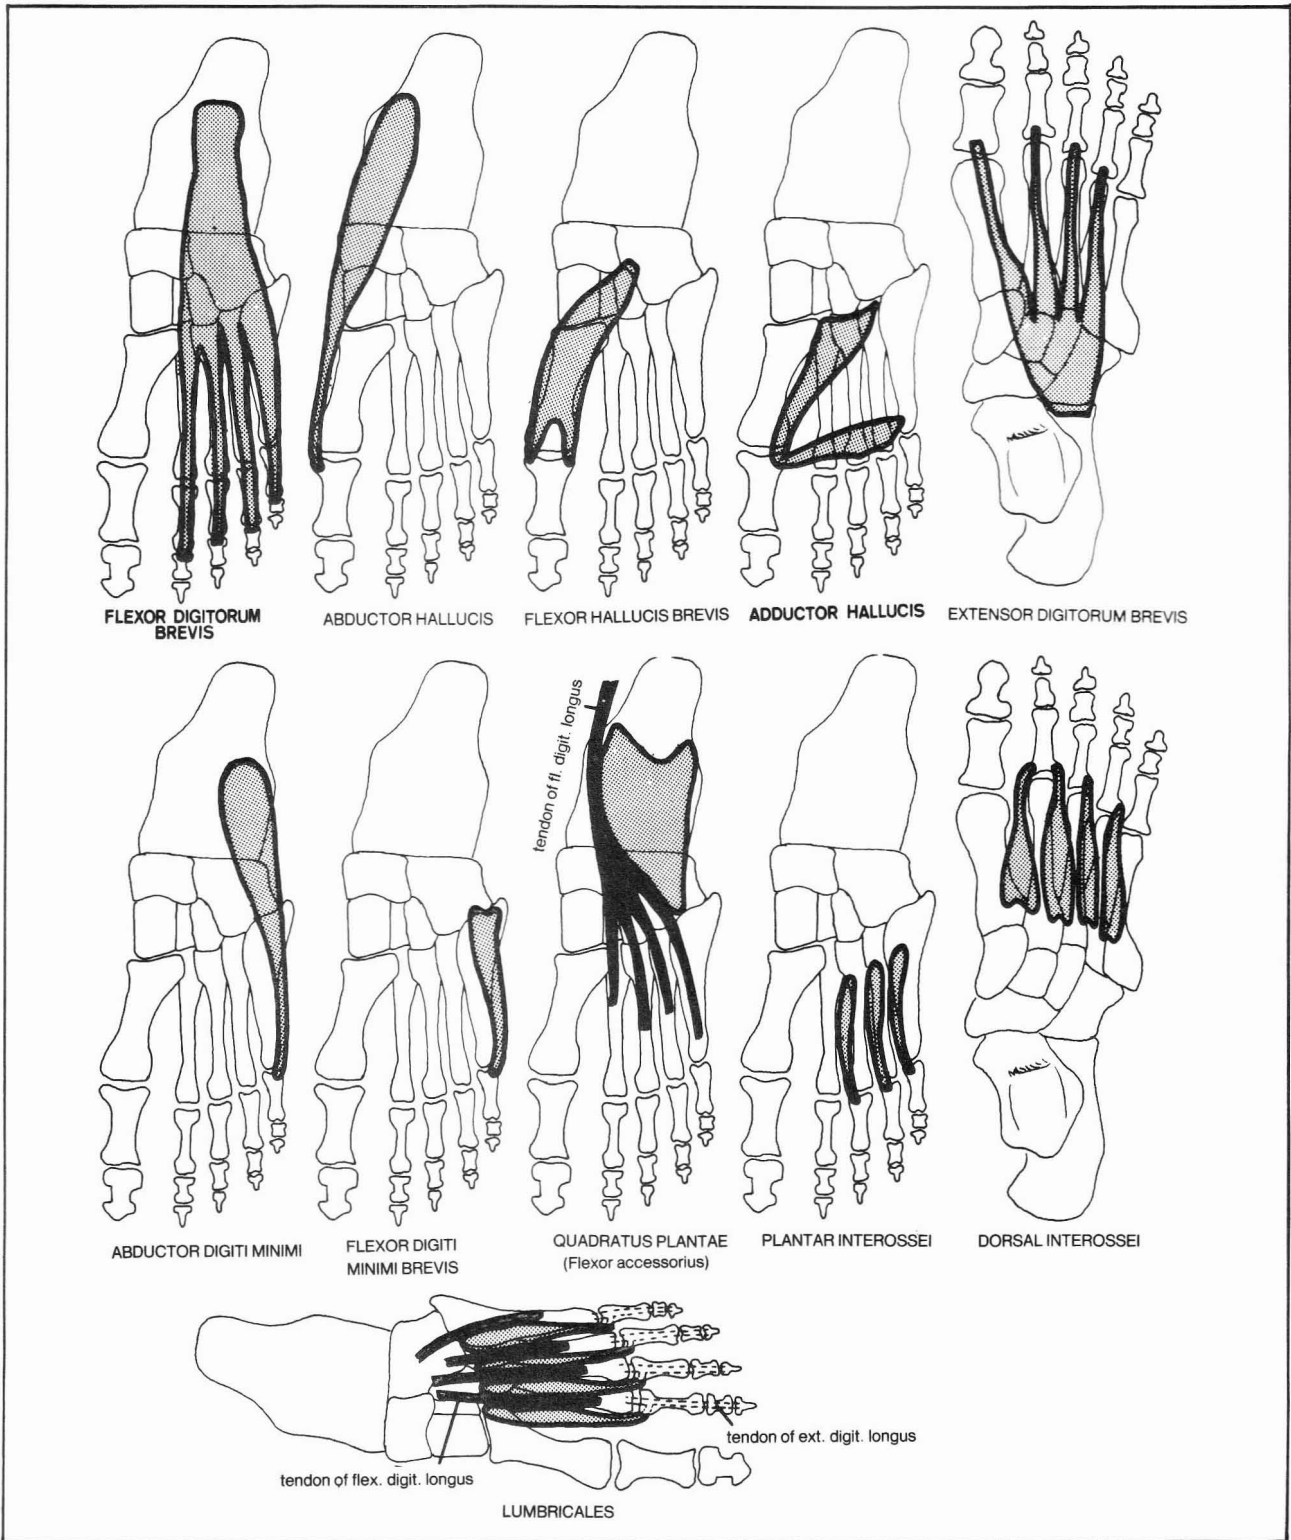 FLEXOR DIGITORUM
BREVIS
ABDUCTOR HALLUCIS
FLEXOR HALLUCIS BREVIS
ADDUCTOR HALLUCIS
EXTENSOR DIGITORUM BREVIS
tendon of fl. digit. longus
ABDUCTOR DIGITI MINIMI
FLEXOR DIGITI
MINIMI BREVIS
QUADRATUS PLANTAE
(Flexor accessorius)
PLANTAR INTEROSSEI
DORSAL INTEROSSEI
tendon of ext. digit. longus
tendon of flex. digit. longus
LUMBRICALES